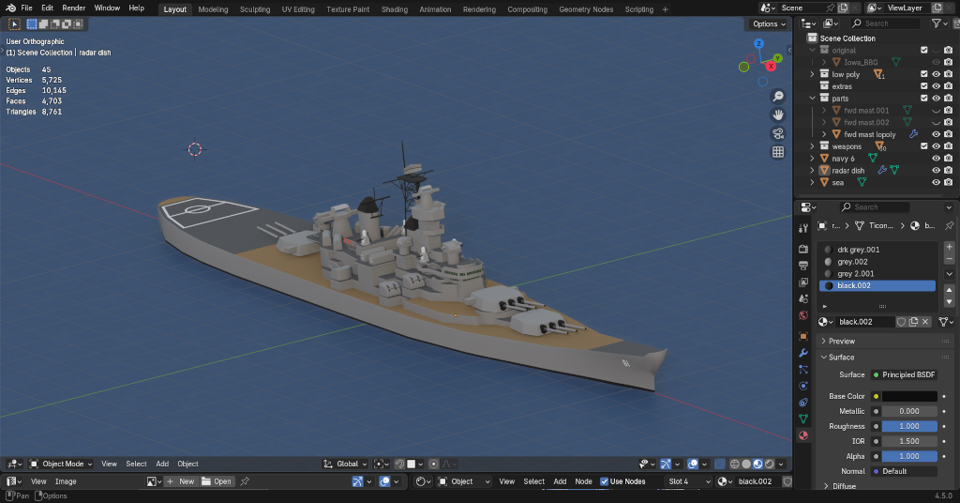 File Edit Render Window Help Layout Modeling Sculpting UV Editing Texture Paint Shading Animation Rendering Compositing Geometry Nodes Scripting + Scene ViewLayer
Options
Search
User Orthographic
(1) Scene Collection | radar dish
Objects 45
Vertices 5,725
Edges 10,145
Faces 4,703
Triangles 8,761
Z
Y
X
Scene Collection
original
Iowa_BBG
low poly
extras
parts
fwd mast.001
fwd mast.002
fwd mast lopoly
weapons
navy 6
radar dish
sea
Search
r... Ticon... b...
drk grey.001
grey.002
grey 2.001
black.002
black.002
Preview
Surface
Surface Principled BSDF
Base Color
Metallic 0.000
Roughness 1.000
IOR 1.500
Alpha 1.000
Normal Default
Diffuse
Object Mode View Select Add Object Global
View Image New Open Object View Select Add Node Use Nodes Slot 4 black.002
Pan Options
4.5.0